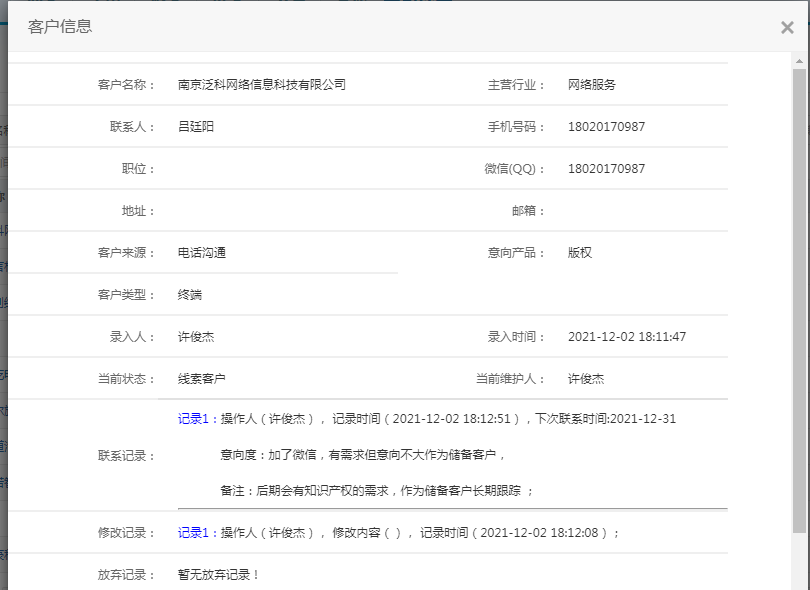 客户信息
客户名称： 南京泛科网络信息科技有限公司 主营行业： 网络服务
联系人： 吕廷阳 手机号码： 18020170987
职位： 微信(QQ)： 18020170987
地址： 邮箱：
客户来源： 电话沟通 意向产品： 版权
客户类型： 终端
录入人： 许俊杰 录入时间： 2021-12-02 18:11:47
当前状态： 线索客户 当前维护人： 许俊杰
记录1：操作人（许俊杰），记录时间（2021-12-02 18:12:51），下次联系时间:2021-12-31
联系记录： 意向度：加了微信，有需求但意向不大作为储备客户，
备注：后期会有知识产权的需求，作为储备客户长期跟踪 ；
修改记录： 记录1：操作人（许俊杰），修改内容（ ），记录时间（2021-12-02 18:12:08）；
放弃记录： 暂无放弃记录！